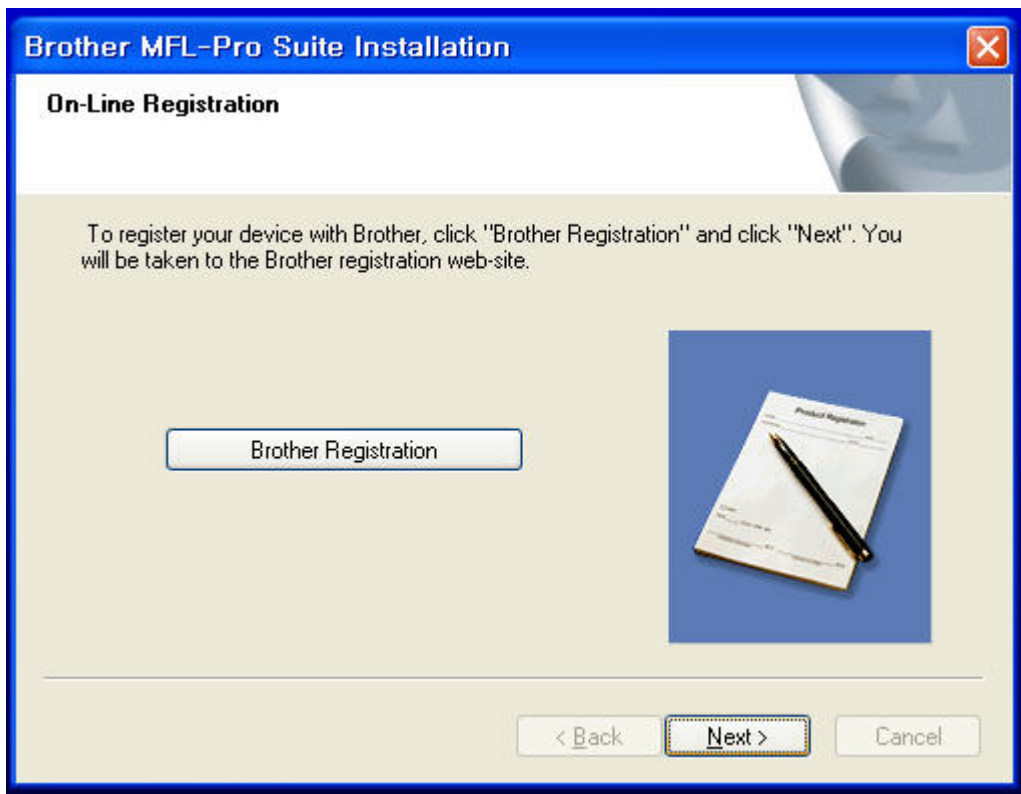 Brother MFL-Pro Suite Installation
On-Line Registration
To register your device with Brother, click "Brother Registration" and click "Next". You
will be taken to the Brother registration web-site.
Product Registration
Brother Registration
< Back
Next >
Cancel